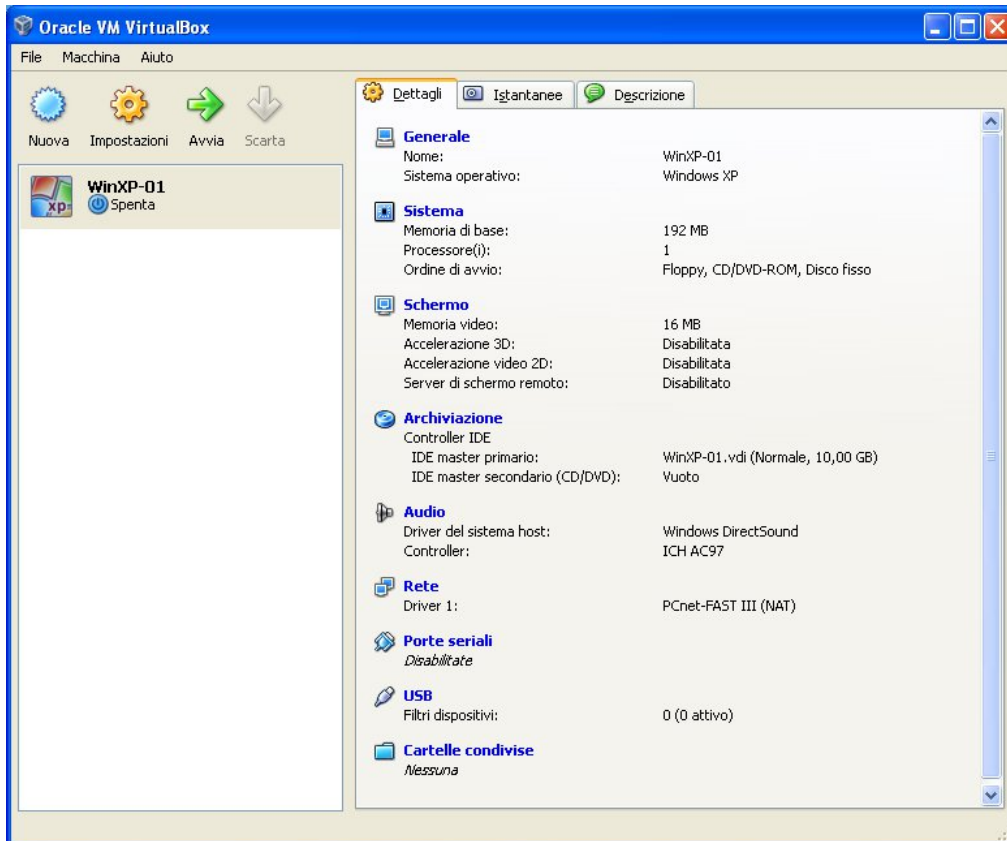 Oracle VM VirtualBox
File Macchina Aiuto
Nuova Impostazioni Avvia Scarta
WinXP-01
Spenta
xp
Dettagli Istantanee Descrizione
Generale
Nome: WinXP-01
Sistema operativo: Windows XP
Sistema
Memoria di base: 192 MB
Processore(i): 1
Ordine di avvio: Floppy, CD/DVD-ROM, Disco fisso
Schermo
Memoria video: 16 MB
Accelerazione 3D: Disabilitata
Accelerazione video 2D: Disabilitata
Server di schermo remoto: Disabilitato
Archiviazione
Controller IDE
IDE master primario: WinXP-01.vdi (Normale, 10,00 GB)
IDE master secondario (CD/DVD): Vuoto
Audio
Driver del sistema host: Windows DirectSound
Controller: ICH AC97
Rete
Driver 1: PCnet-FAST III (NAT)
Porte seriali
Disabilitate
USB
Filtri dispositivi: 0 (0 attivo)
Cartelle condivise
Nessuna